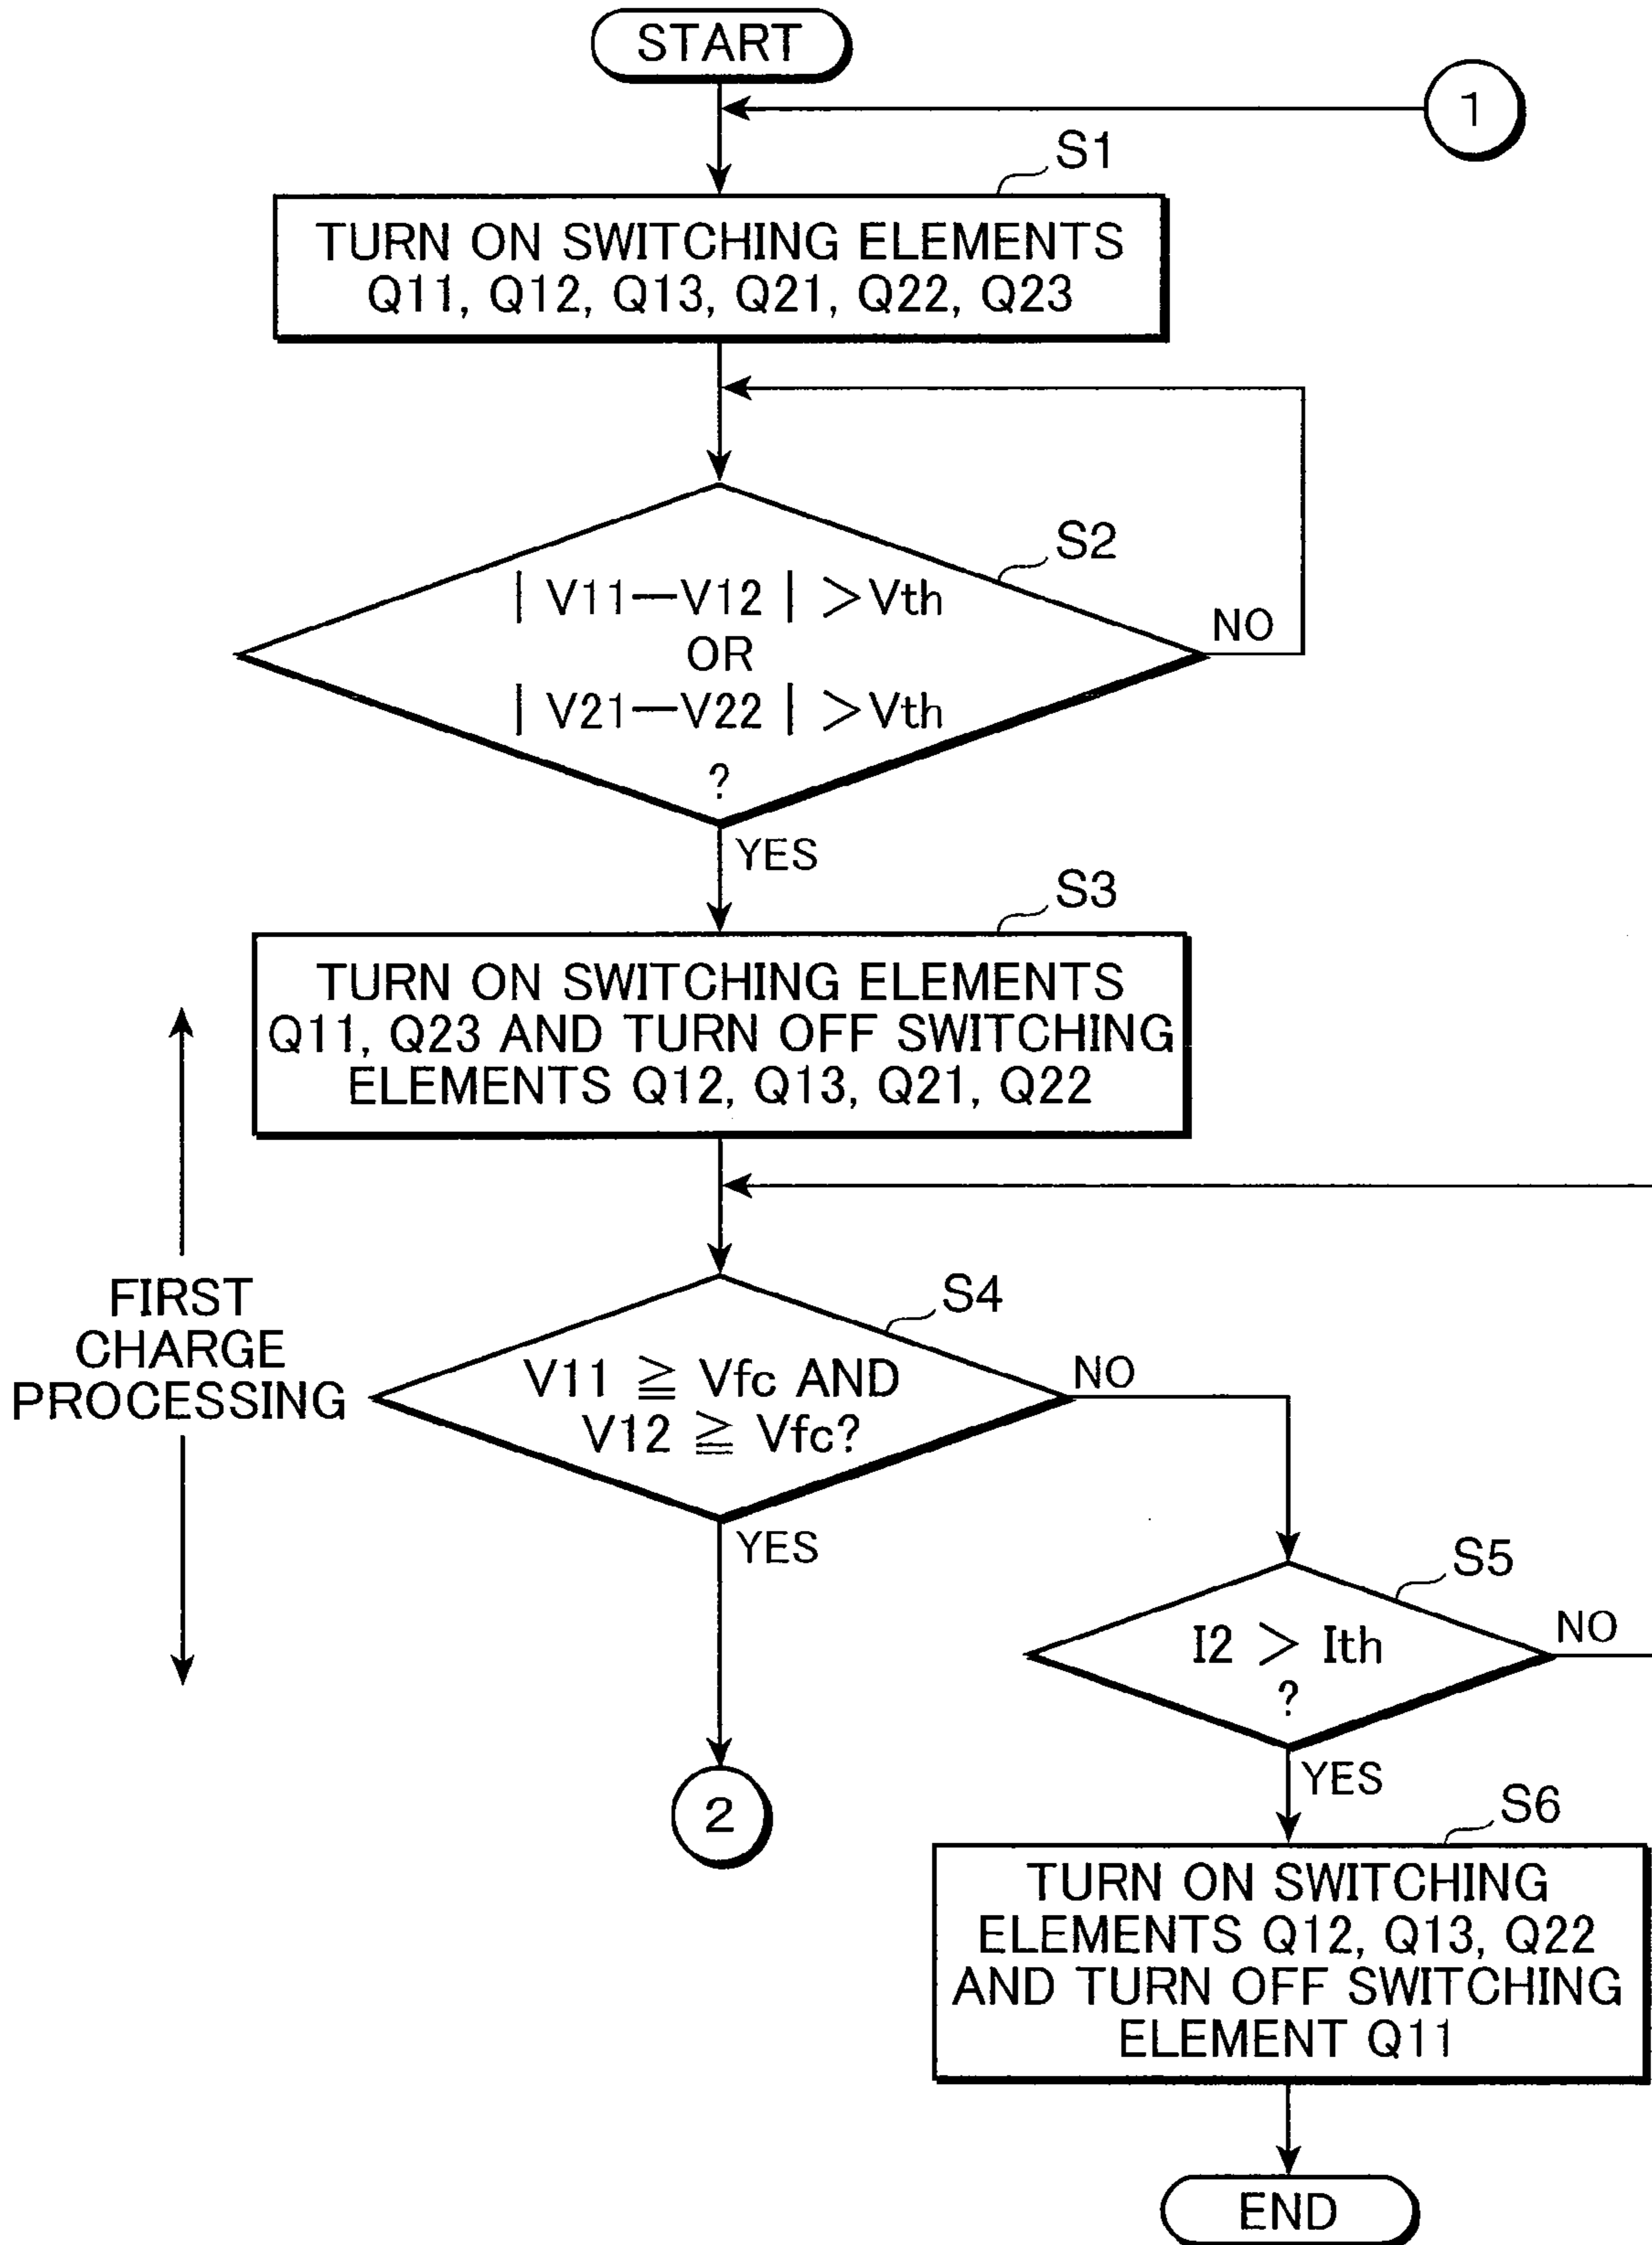 START
1
S1
TURN ON SWITCHING ELEMENTS
Q11, Q12, Q13, Q21, Q22, Q23
S2
| V11—V12 | >Vth
OR
| V21—V22 | >Vth
?
NO
YES
S3
TURN ON SWITCHING ELEMENTS
Q11, Q23 AND TURN OFF SWITCHING
ELEMENTS Q12, Q13, Q21, Q22
FIRST
CHARGE
PROCESSING
S4
V11 ≧ Vfc AND
V12 ≧ Vfc?
NO
YES
2
S5
I2 > Ith
?
NO
YES
S6
TURN ON SWITCHING
ELEMENTS Q12, Q13, Q22
AND TURN OFF SWITCHING
ELEMENT Q11
END